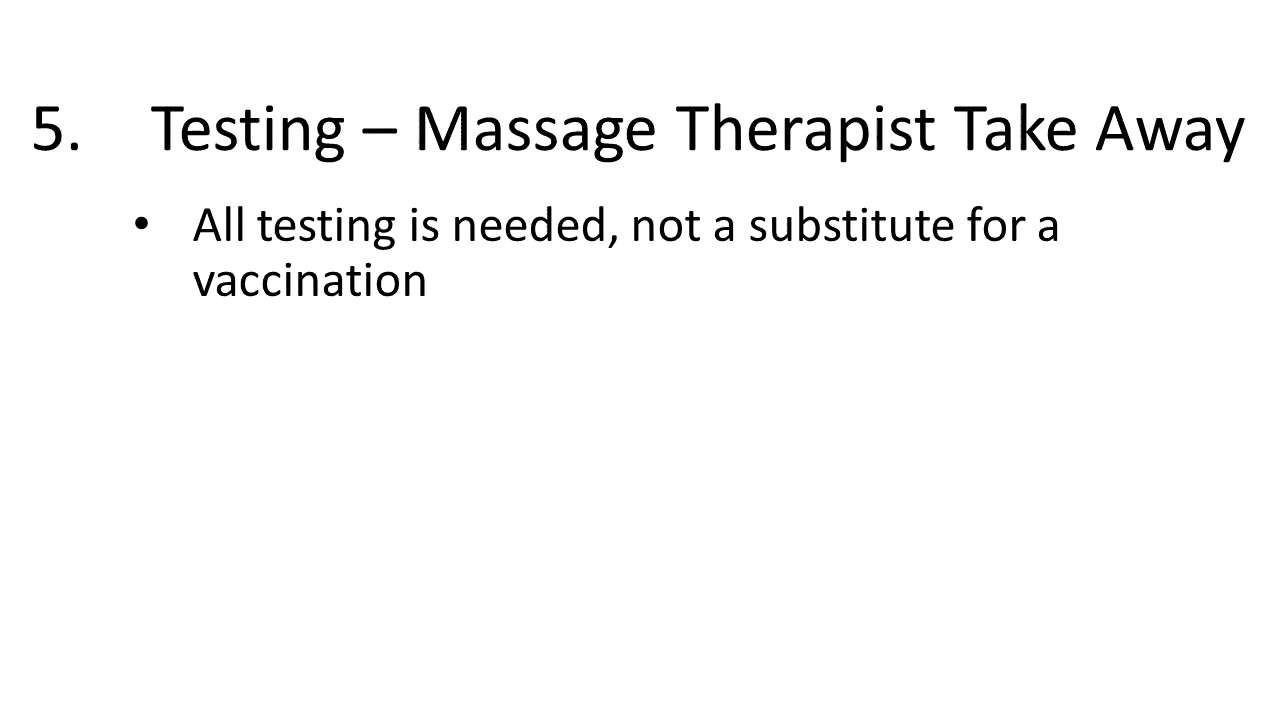 5. Testing – Massage Therapist Take Away
• All testing is needed, not a substitute for a
vaccination